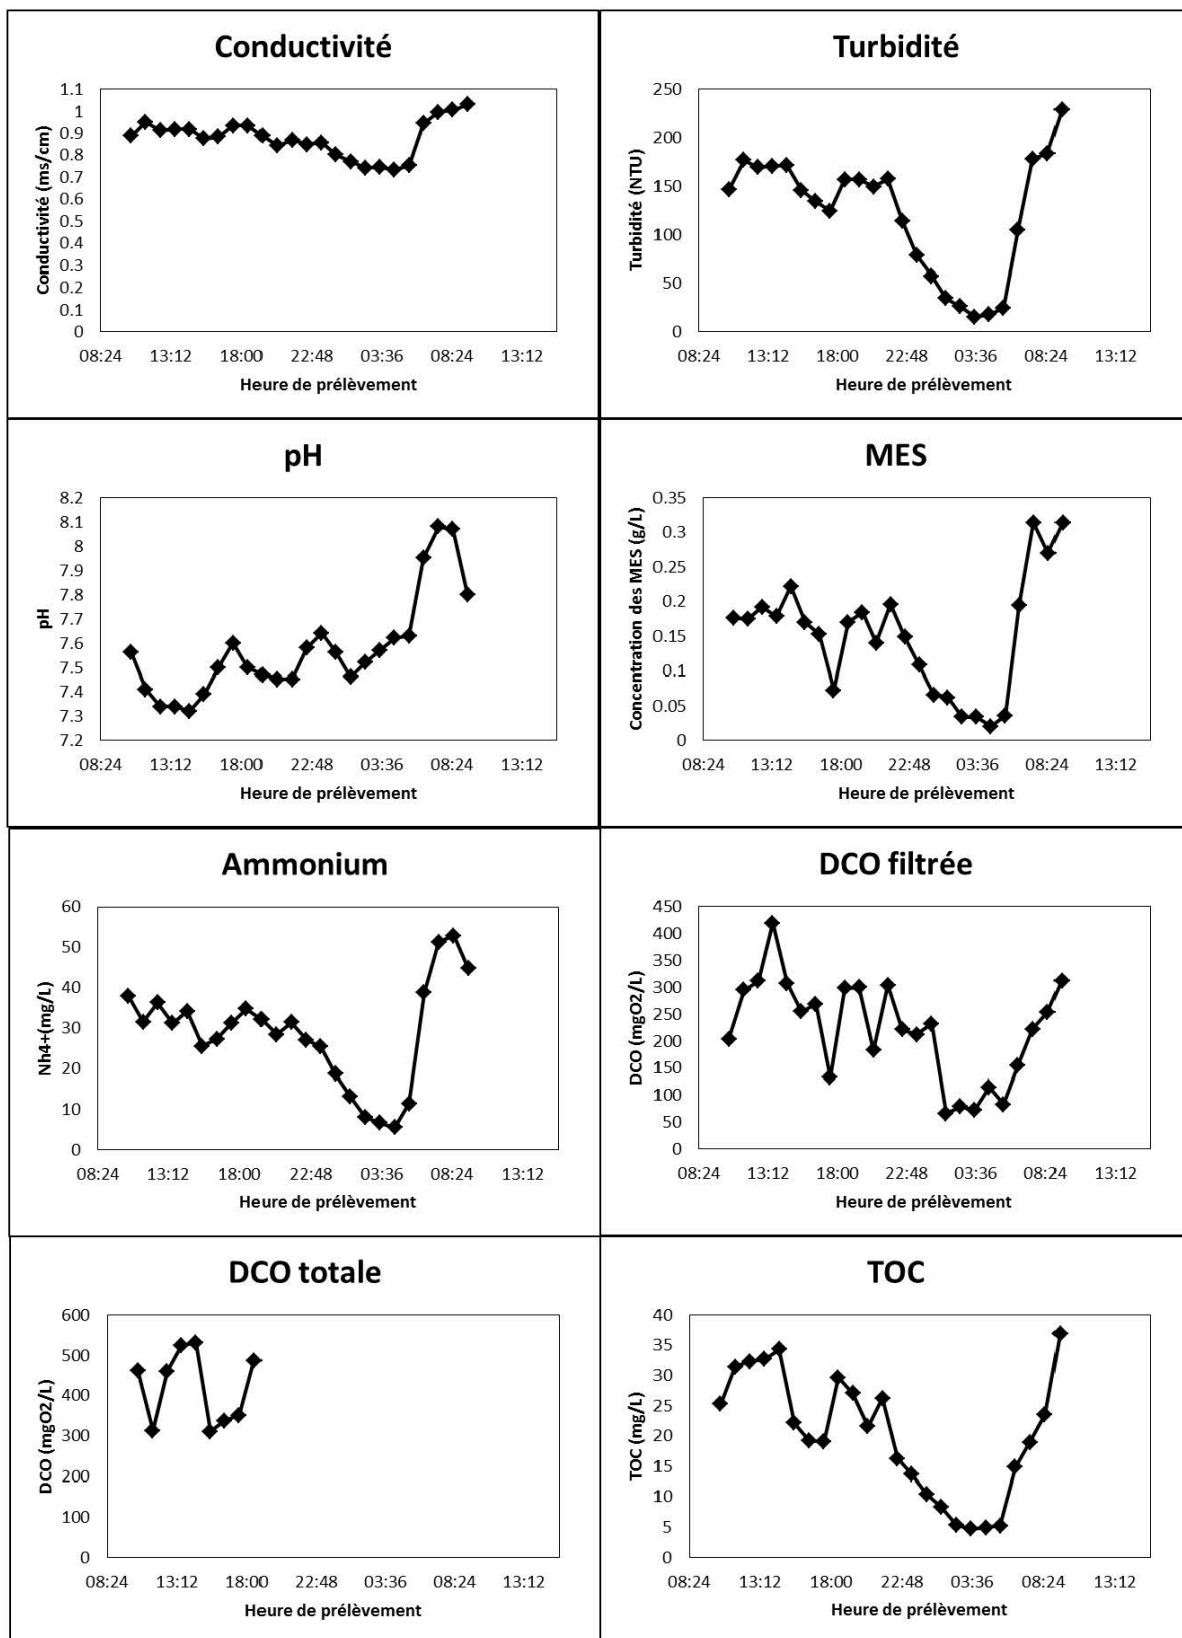 Conductivité
Conductivité (ms/cm)
1.1
1
0.9
0.8
0.7
0.6
0.5
0.4
0.3
0.2
0.1
0
08:24 13:12 18:00 22:48 03:36 08:24 13:12
Heure de prélèvement
Turbidité
Turbidité (NTU)
250
200
150
100
50
0
08:24 13:12 18:00 22:48 03:36 08:24 13:12
Heure de prélèvement
pH
pH
8.2
8.1
8
7.9
7.8
7.7
7.6
7.5
7.4
7.3
7.2
08:24 13:12 18:00 22:48 03:36 08:24 13:12
Heure de prélèvement
MES
Concentration des MES (g/L)
0.35
0.3
0.25
0.2
0.15
0.1
0.05
0
08:24 13:12 18:00 22:48 03:36 08:24 13:12
Heure de prélèvement
Ammonium
Nh4+(mg/L)
60
50
40
30
20
10
0
08:24 13:12 18:00 22:48 03:36 08:24 13:12
Heure de prélèvement
DCO filtrée
DCO (mgO2/L)
450
400
350
300
250
200
150
100
50
0
08:24 13:12 18:00 22:48 03:36 08:24 13:12
Heure de prélèvement
DCO totale
DCO (mgO2/L)
600
500
400
300
200
100
0
08:24 13:12 18:00 22:48 03:36 08:24 13:12
Heure de prélèvement
TOC
TOC (mg/L)
40
35
30
25
20
15
10
5
0
08:24 13:12 18:00 22:48 03:36 08:24 13:12
Heure de prélèvement